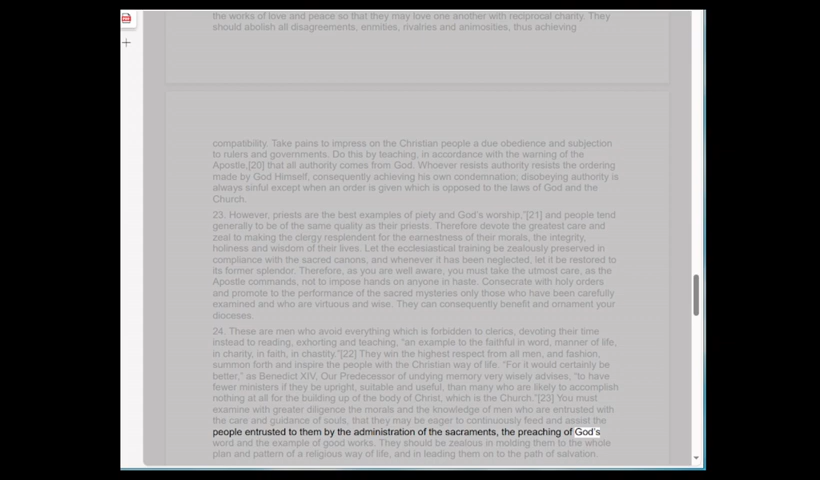 the works of love and peace so that they may love one another with reciprocal charity. They
should abolish all disagreements, enmities, rivalries and animosities, thus achieving
compatibility. Take pains to impress on the Christian people a due obedience and subjection
to rulers and governments. Do this by teaching, in accordance with the warning of the
Apostle,[20] that all authority comes from God. Whoever resists authority resists the ordering
made by God Himself, consequently achieving his own condemnation; disobeying authority is
always sinful except when an order is given which is opposed to the laws of God and the
Church.
23. However, priests are the best examples of piety and God's worship,"[21] and people tend
generally to be of the same quality as their priests. Therefore devote the greatest care and
zeal to making the clergy resplendent for the earnestness of their morals, the integrity,
holiness and wisdom of their lives. Let the ecclesiastical training be zealously preserved in
compliance with the sacred canons, and whenever it has been neglected, let it be restored to
its former splendor. Therefore, as you are well aware, you must take the utmost care, as the
Apostle commands, not to impose hands on anyone in haste. Consecrate with holy orders
and promote to the performance of the sacred mysteries only those who have been carefully
examined and who are virtuous and wise. They can consequently benefit and ornament your
dioceses.
24. These are men who avoid everything which is forbidden to clerics, devoting their time
instead to reading, exhorting and teaching, "an example to the faithful in word, manner of life,
in charity, in faith, in chastity."[22] They win the highest respect from all men, and fashion,
summon forth and inspire the people with the Christian way of life. "For it would certainly be
better," as Benedict XIV, Our Predecessor of undying memory very wisely advises, "to have
fewer ministers if they be upright, suitable and useful, than many who are likely to accomplish
nothing at all for the building up of the body of Christ, which is the Church."[23] You must
examine with greater diligence the morals and the knowledge of men who are entrusted with
the care and guidance of souls, that they may be eager to continuously feed and assist the
people entrusted to them by the administration of the sacraments, the preaching of God's
word and the example of good works. They should be zealous in molding them to the whole
plan and pattern of a religious way of life, and in leading them on to the path of salvation.